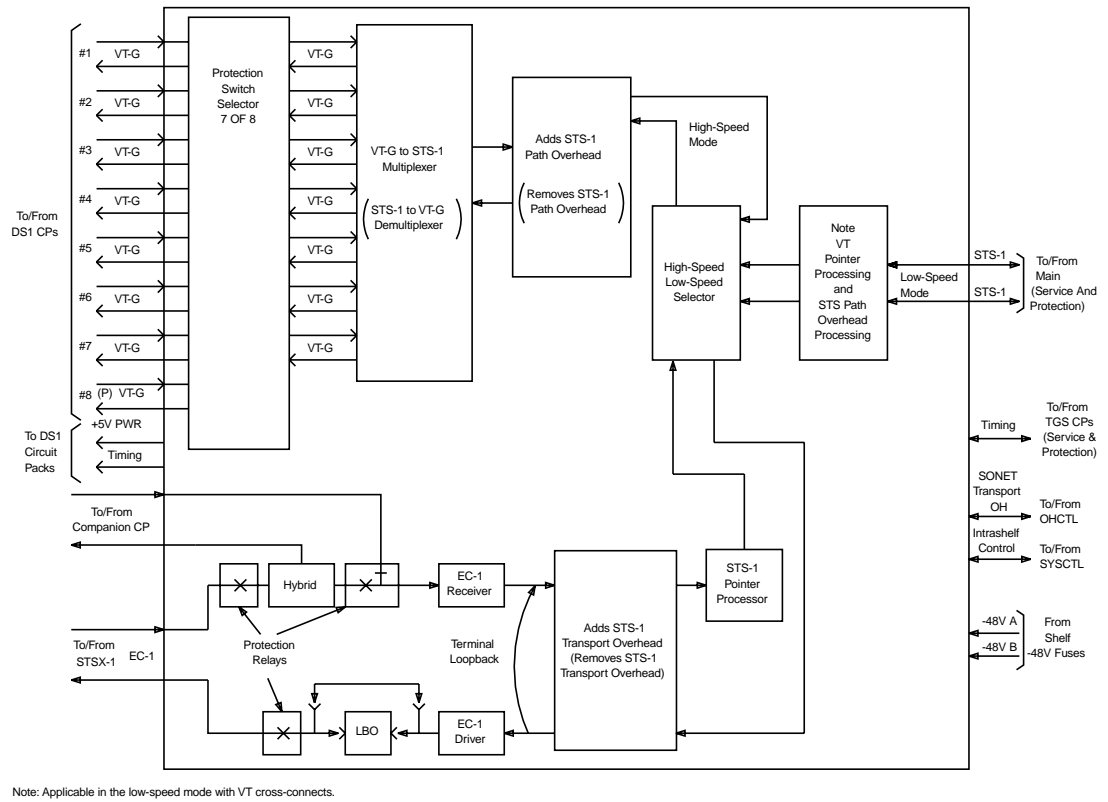 #1
VT-G
VT-G
#2
VT-G
VT-G
#3
VT-G
VT-G
#4
VT-G
VT-G
#5
VT-G
VT-G
#6
VT-G
VT-G
#7
VT-G
VT-G
#8
(P) VT-G
To/From
DS1 CPs
Protection
Switch
Selector
7 OF 8
VT-G to STS-1
Multiplexer
STS-1 to VT-G
Demultiplexer
Adds STS-1
Path Overhead
Removes STS-1
Path Overhead
High-Speed
Mode
High-Speed
Low-Speed
Selector
Note
VT
Pointer
Processing
and
STS Path
Overhead
Processing
Low-Speed
Mode
STS-1
STS-1
To/From
Main
(Service And
Protection)
+5V PWR
Timing
To DS1
Circuit
Packs
Timing
To/From
TGS CPs
(Service &
Protection)
SONET
Transport
OH
To/From
OHCTL
Intrashelf
Control
To/From
SYSCTL
-48V A
-48V B
From
Shelf
-48V Fuses
To/From
Companion CP
Hybrid
EC-1
Receiver
Adds STS-1
Transport Overhead
(Removes STS-1
Transport Overhead)
STS-1
Pointer
Processor
To/From
STSX-1
EC-1
Protection
Relays
Terminal
Loopback
LBO
EC-1
Driver
Note: Applicable in the low-speed mode with VT cross-connects.